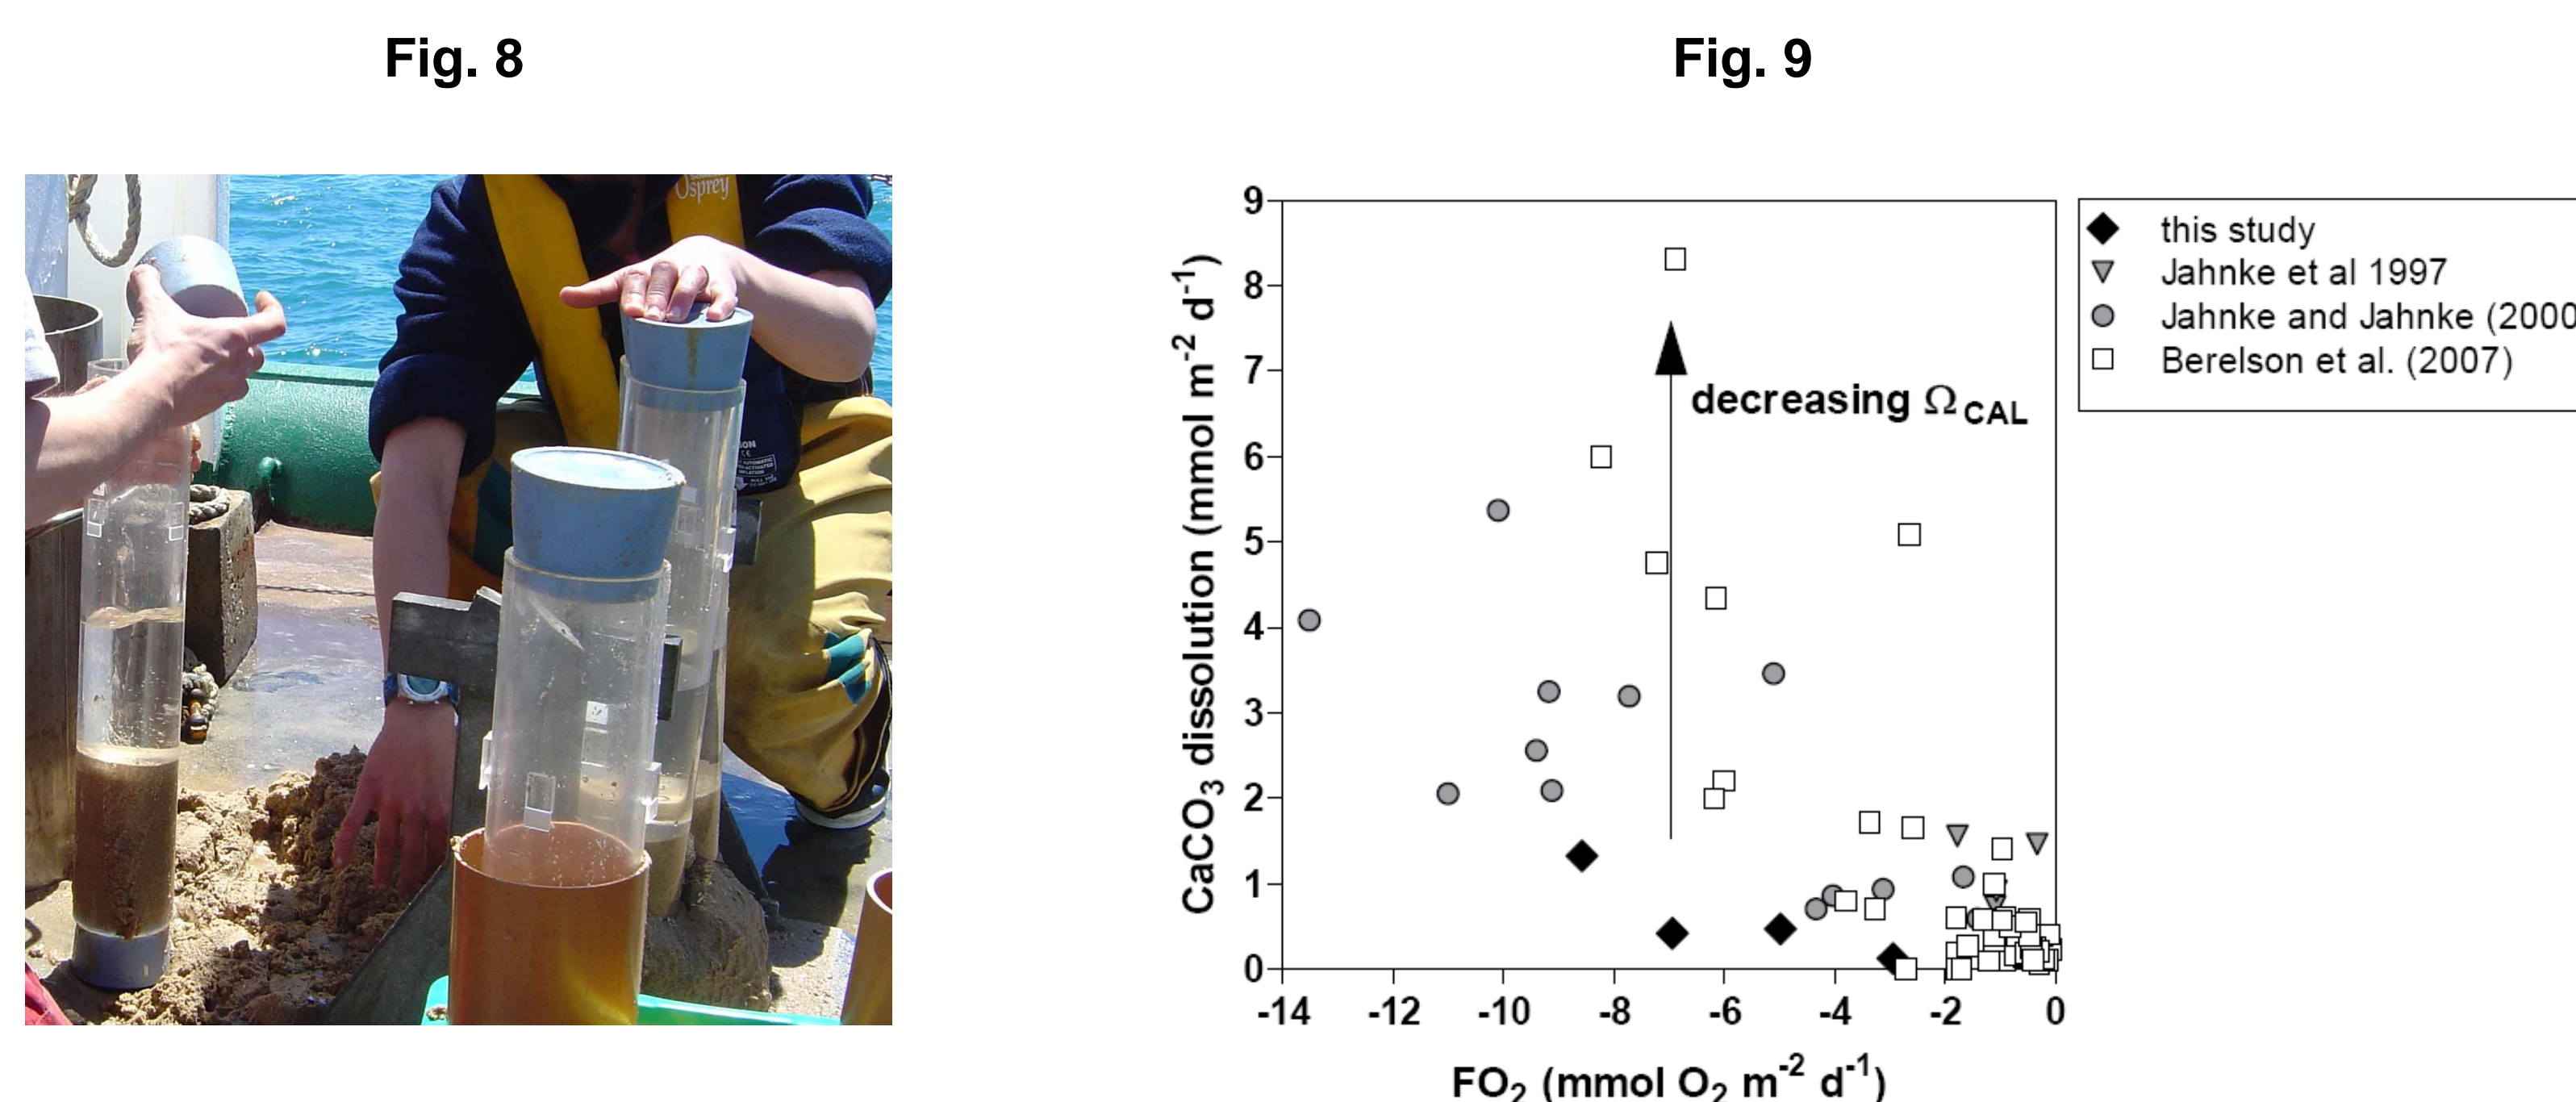 Fig. 8
Fig. 9
Osprey
9
8
7
6
5
4
3
2
1
0
-14 -12 -10 -8 -6 -4 -2 0
CaCO₃ dissolution (mmol m⁻² d⁻¹)
FO₂ (mmol O₂ m⁻² d⁻¹)
decreasing Ω CAL
this study
Jahnke et al 1997
Jahnke and Jahnke (2000
Berelson et al. (2007)